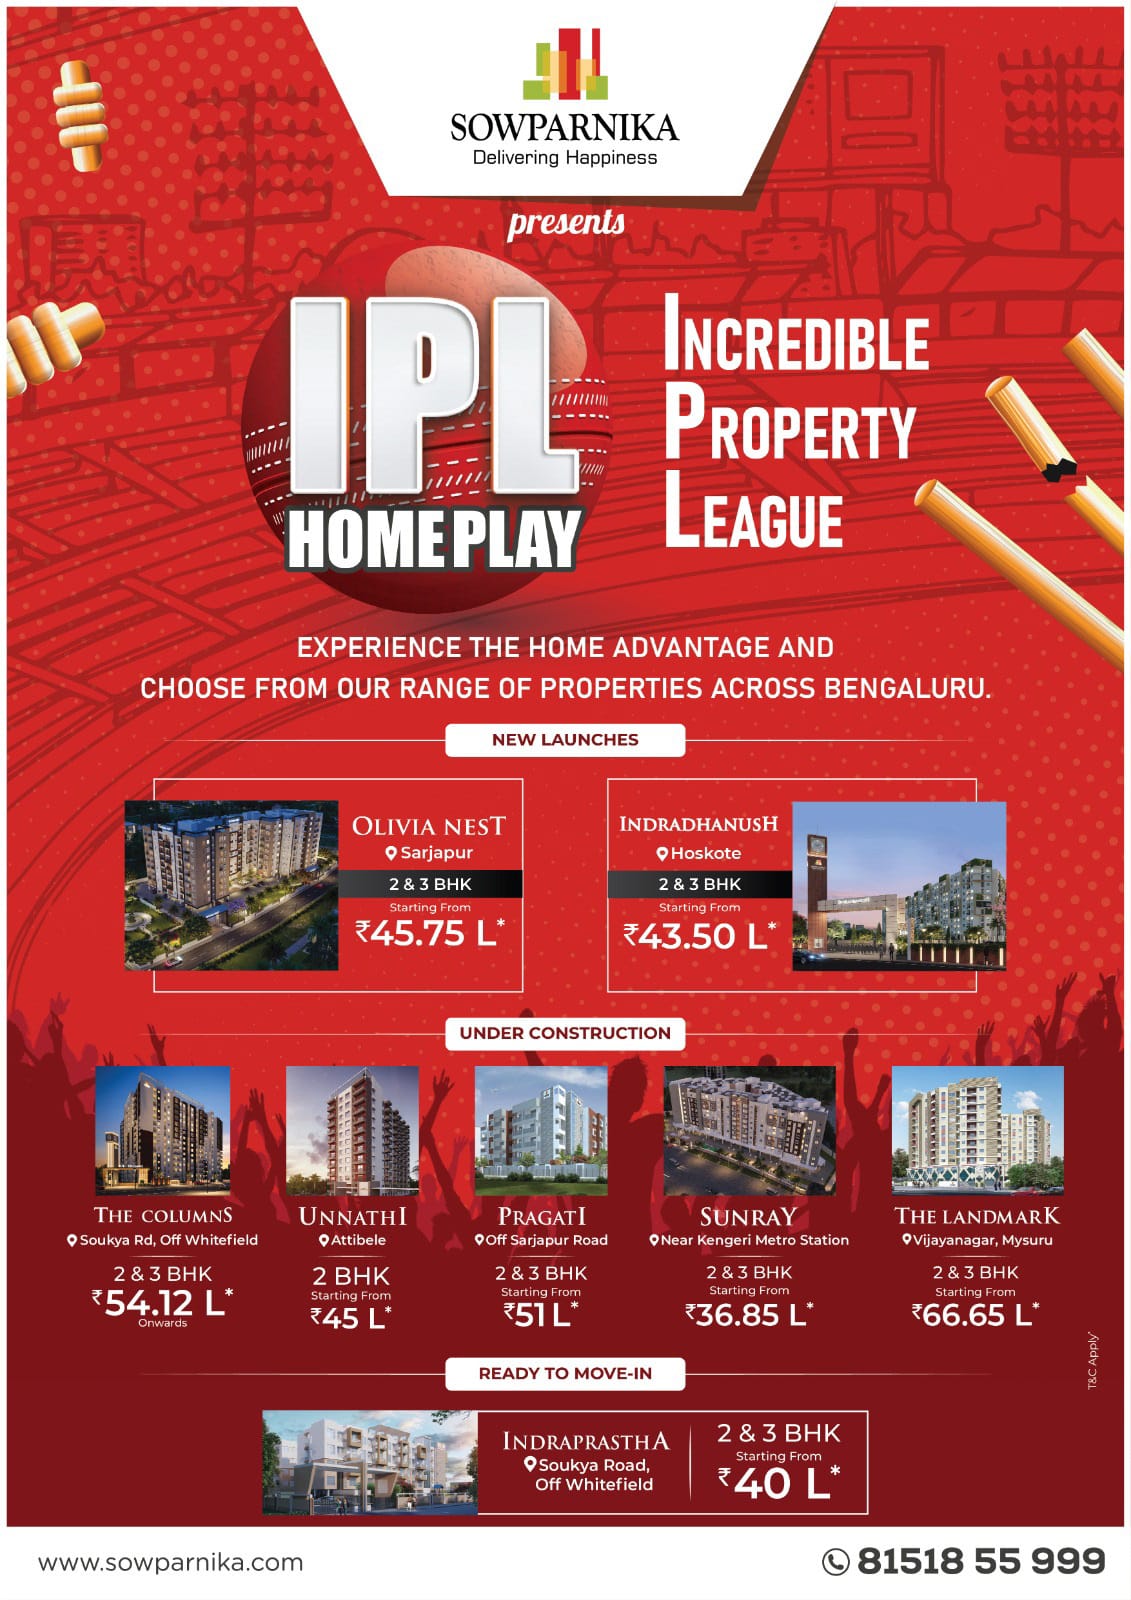 SOWPARNIKA
Delivering Happiness
presents
IPL
HOME PLAY
INCREDIBLE
PROPERTY
LEAGUE
EXPERIENCE THE HOME ADVANTAGE AND
CHOOSE FROM OUR RANGE OF PROPERTIES ACROSS BENGALURU.
NEW LAUNCHES
OLIVIA NEST
Sarjapur
2 & 3 BHK
Starting From
₹45.75 L*
INDRADHANUSH
Hoskote
2 & 3 BHK
Starting From
₹43.50 L*
UNDER CONSTRUCTION
THE COLUMNS
Soukya Rd, Off Whitefield
2 & 3 BHK
₹54.12 L*
Onwards
UNNATHI
Attibele
2 BHK
Starting From
₹45 L*
PRAGATI
Off Sarjapur Road
2 & 3 BHK
Starting From
₹51 L*
SUNRAY
Near Kengeri Metro Station
2 & 3 BHK
Starting From
₹36.85 L*
THE LANDMARK
Vijayanagar, Mysuru
2 & 3 BHK
Starting From
₹66.65 L*
T&C Apply*
READY TO MOVE-IN
INDRAPRASTHA
Soukya Road,
Off Whitefield
2 & 3 BHK
Starting From
₹40 L*
www.sowparnika.com
81518 55 999